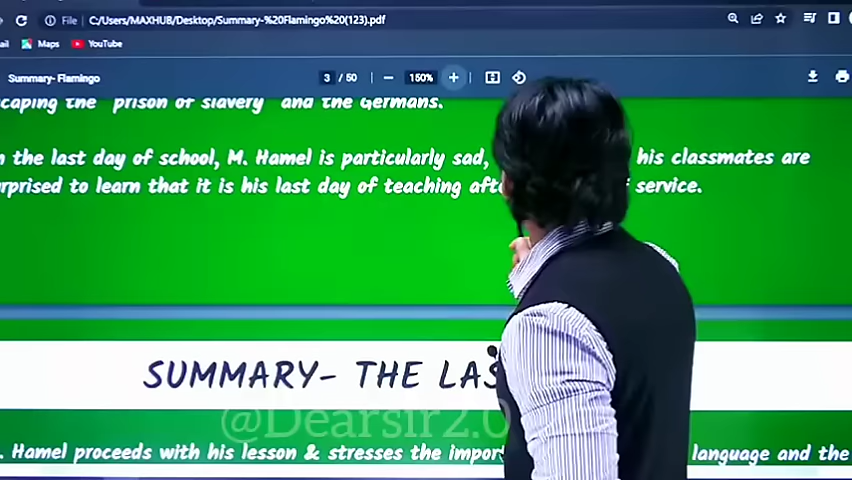 File | C:/Users/MAXHUB/Desktop/Summary-%20Flamingo%20(123).pdf
ail Maps YouTube
Summary- Flamingo 3 / 50 — 150% +
caping the "prison of slavery" and the Germans.
n the last day of school, M. Hamel is particularly sad, his classmates are
rprised to learn that it is his last day of teaching service.
SUMMARY- THE LAS
@Dearsir2.0
. Hamel proceeds with his lesson & stresses the language and the